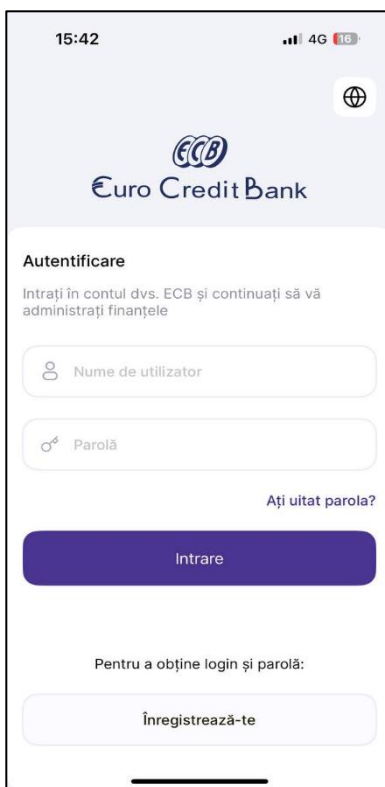 15:42 4G 16
ECB
€uro Credit Bank
Autentificare
Intrați în contul dvs. ECB și continuați să vă
administrați finanțele
Nume de utilizator
Parolă
Ați uitat parola?
Intrare
Pentru a obține login și parolă:
Înregistrează-te